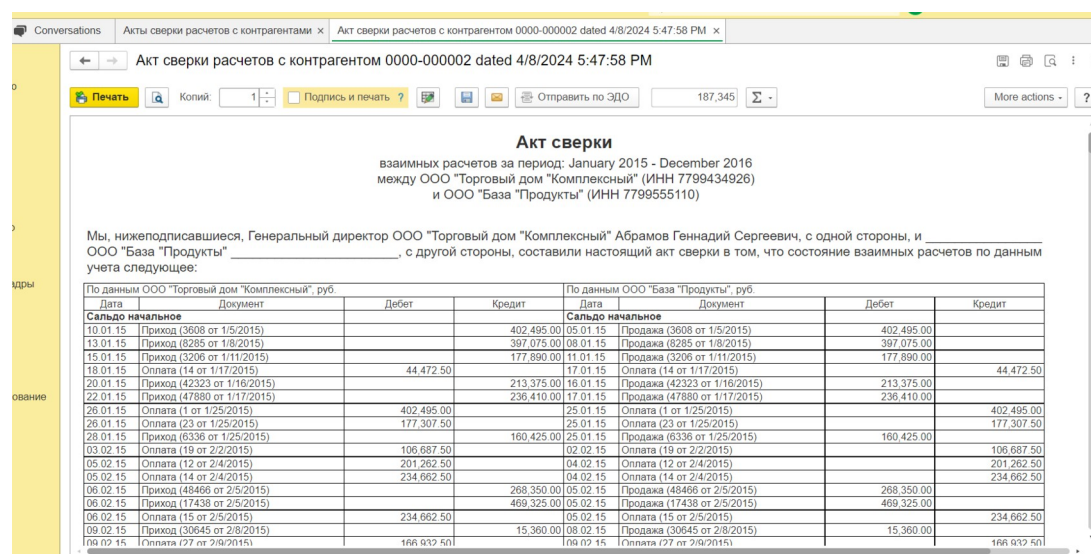 Conversations Акты сверки расчетов с контрагентами × Акт сверки расчетов с контрагентом 0000-000002 dated 4/8/2024 5:47:58 PM ×
← → Акт сверки расчетов с контрагентом 0000-000002 dated 4/8/2024 5:47:58 PM
Печать Копий: 1 Подпись и печать ? Отправить по ЭДО 187,345 Σ More actions ?
Акт сверки
взаимных расчетов за период: January 2015 - December 2016
между ООО "Торговый дом "Комплексный" (ИНН 7799434926)
и ООО "База "Продукты" (ИНН 7799555110)
Мы, нижеподписавшиеся, Генеральный директор ООО "Торговый дом "Комплексный" Абрамов Геннадий Сергеевич, с одной стороны, и ________________
ООО "База "Продукты" ________________________, с другой стороны, составили настоящий акт сверки в том, что состояние взаимных расчетов по данным
учета следующее:
По данным ООО "Торговый дом "Комплексный", руб. По данным ООО "База "Продукты", руб.
Дата Документ Дебет Кредит Дата Документ Дебет Кредит
Сальдо начальное Сальдо начальное
10.01.15 Приход (3608 от 1/5/2015) 402,495.00 05.01.15 Продажа (3608 от 1/5/2015) 402,495.00
13.01.15 Приход (8285 от 1/8/2015) 397,075.00 08.01.15 Продажа (8285 от 1/8/2015) 397,075.00
15.01.15 Приход (3206 от 1/11/2015) 177,890.00 11.01.15 Продажа (3206 от 1/11/2015) 177,890.00
18.01.15 Оплата (14 от 1/17/2015) 44,472.50 17.01.15 Оплата (14 от 1/17/2015) 44,472.50
20.01.15 Приход (42323 от 1/16/2015) 213,375.00 16.01.15 Продажа (42323 от 1/16/2015) 213,375.00
22.01.15 Приход (47880 от 1/17/2015) 236,410.00 17.01.15 Продажа (47880 от 1/17/2015) 236,410.00
26.01.15 Оплата (1 от 1/25/2015) 402,495.00 25.01.15 Оплата (1 от 1/25/2015) 402,495.00
26.01.15 Оплата (23 от 1/25/2015) 177,307.50 25.01.15 Оплата (23 от 1/25/2015) 177,307.50
28.01.15 Приход (6336 от 1/25/2015) 160,425.00 25.01.15 Продажа (6336 от 1/25/2015) 160,425.00
03.02.15 Оплата (19 от 2/2/2015) 106,687.50 02.02.15 Оплата (19 от 2/2/2015) 106,687.50
05.02.15 Оплата (12 от 2/4/2015) 201,262.50 04.02.15 Оплата (12 от 2/4/2015) 201,262.50
05.02.15 Оплата (14 от 2/4/2015) 234,662.50 04.02.15 Оплата (14 от 2/4/2015) 234,662.50
06.02.15 Приход (48466 от 2/5/2015) 268,350.00 05.02.15 Продажа (48466 от 2/5/2015) 268,350.00
06.02.15 Приход (17438 от 2/5/2015) 469,325.00 05.02.15 Продажа (17438 от 2/5/2015) 469,325.00
06.02.15 Оплата (15 от 2/5/2015) 234,662.50 05.02.15 Оплата (15 от 2/5/2015) 234,662.50
09.02.15 Приход (30645 от 2/8/2015) 15,360.00 08.02.15 Продажа (30645 от 2/8/2015) 15,360.00
09.02.15 Оплата (27 от 2/9/2015) 166,932.50 09.02.15 Оплата (27 от 2/9/2015) 166,932.50